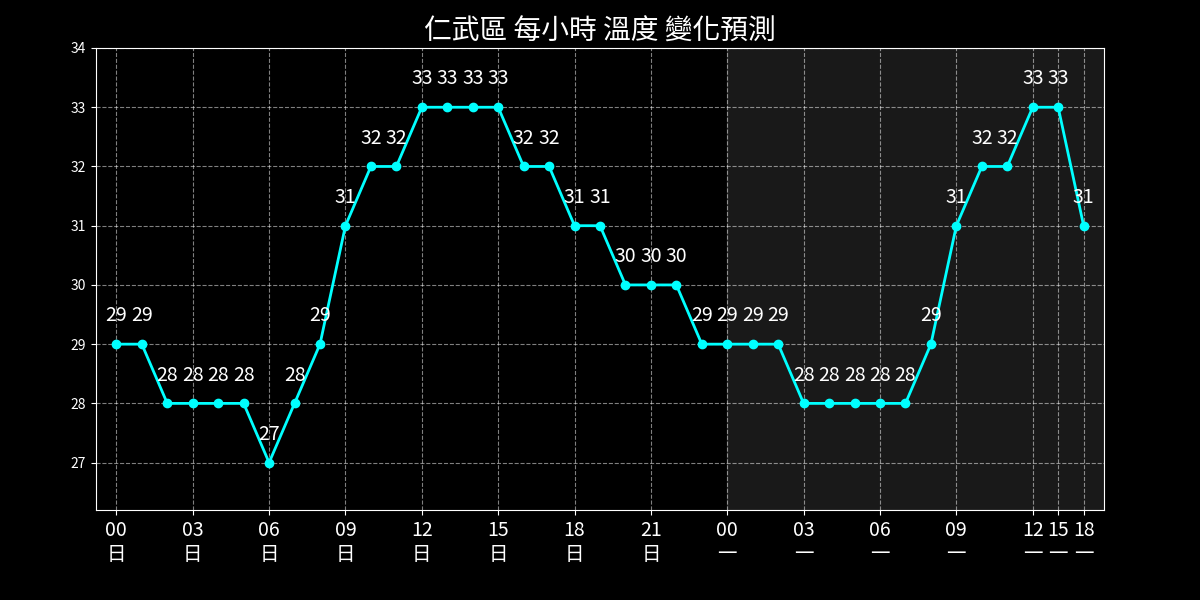 仁武區 每小時 溫度 變化預測
34
33
32
31
30
29
28
27
33 33 33 33 33 33
32 32 32 32 32 32
31 31 31 31 31
30 30 30
29 29 29 29 29 29 29 29
28 28 28 28 28 28 28 28 28 28
27
00 03 06 09 12 15 18 21 00 03 06 09 12 15 18
日 日 日 日 日 日 日 日 一 一 一 一 一 一 一